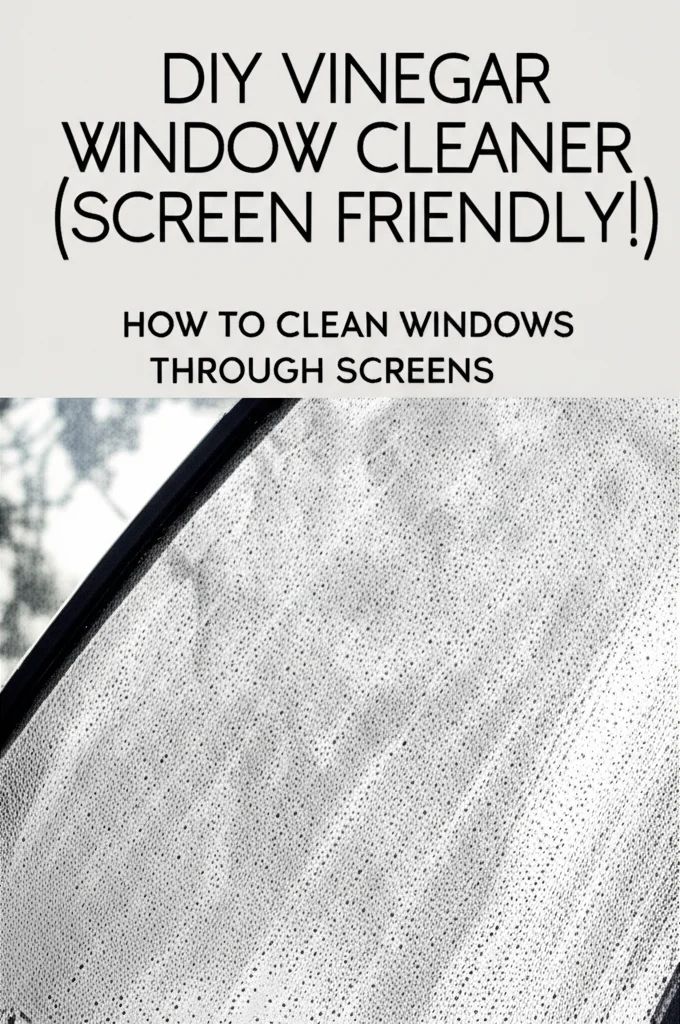 DIY VINEGAR
WINDOW CLEANER
(SCREEN FRIENDLY!)
HOW TO CLEAN WINDOWS
THROUGH SCREENS